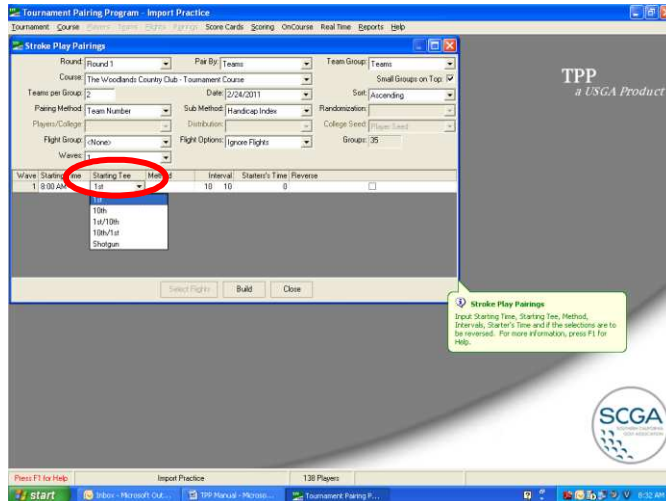 Tournament Pairing Program - Import Practice
Tournament Course Players Teams Flights Pairings Score Cards Scoring OnCourse Real Time Reports Help
Stroke Play Pairings
Round: Round 1 Pair By: Teams Team Group: Teams
Course: The Woodlands Country Club - Tournament Course Small Groups on Top:
Teams per Group: 2 Date: 2/24/2011 Sort: Ascending
Pairing Method: Team Number Sub Method: Handicap Index Randomization:
Players/College: Distribution: College Seed: Player Seed
Flight Group: <None> Flight Options: Ignore Flights Groups: 35
Waves: 1
Wave Starting Time Starting Tee Method Interval Starter's Time Reverse
1 8:00 AM 1st 10 10 0
1st
10th
1st/10th
10th/1st
Shotgun
Select Flights Build Close
TPP
a USGA Product
Stroke Play Pairings
Input Starting Time, Starting Tee, Method,
Intervals, Starter's Time and if the selections are to
be reversed. For more information, press F1 for
Help.
SCGA
Press F1 for Help Import Practice 138 Players
start Inbox - Microsoft Out... TPP Manual - Microso... Tournament Pairing P... 8:32 AM